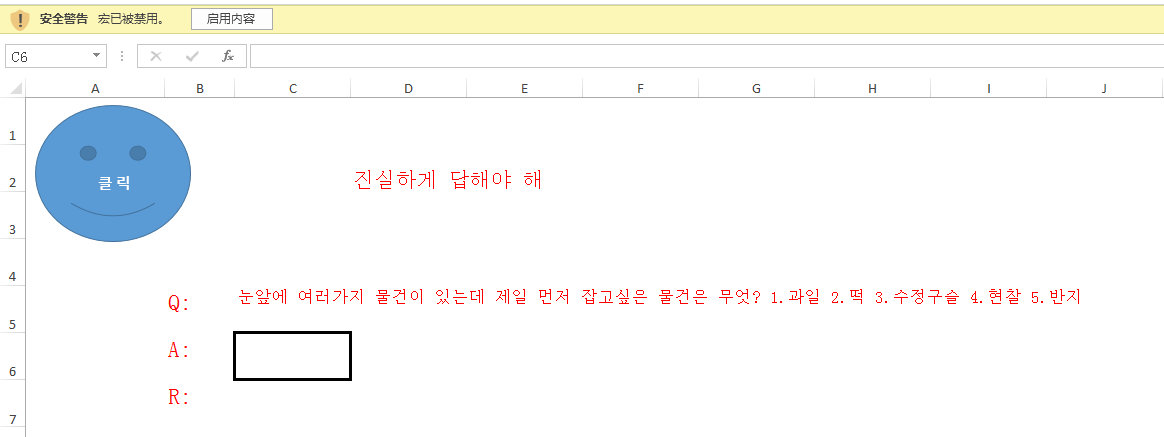 安全警告 宏已被禁用。 启用内容
C6 fx
A B C D E F G H I J
1
2
3
4
5
6
7
클릭
진실하게 답해야 해
Q: 눈앞에 여러가지 물건이 있는데 제일 먼저 잡고싶은 물건은 무엇? 1.과일 2.떡 3.수정구슬 4.현찰 5.반지
A:
R: